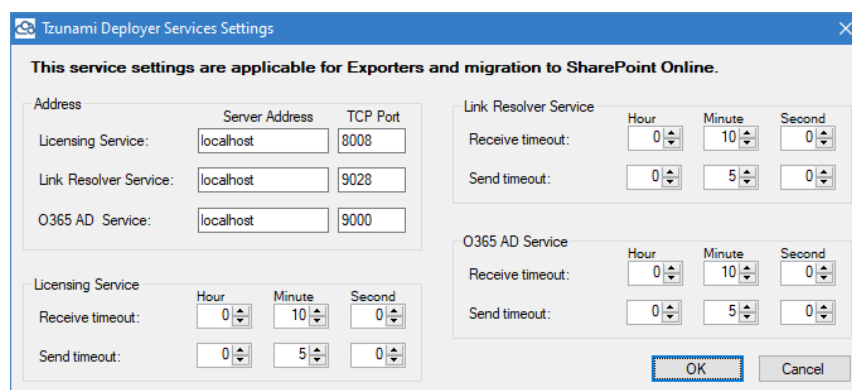 Tzunami Deployer Services Settings
This service settings are applicable for Exporters and migration to SharePoint Online.
Address
Server Address TCP Port
Licensing Service: localhost 8008
Link Resolver Service: localhost 9028
O365 AD Service: localhost 9000
Licensing Service
Hour Minute Second
Receive timeout: 0 10 0
Send timeout: 0 5 0
Link Resolver Service
Hour Minute Second
Receive timeout: 0 10 0
Send timeout: 0 5 0
O365 AD Service
Hour Minute Second
Receive timeout: 0 10 0
Send timeout: 0 5 0
OK Cancel